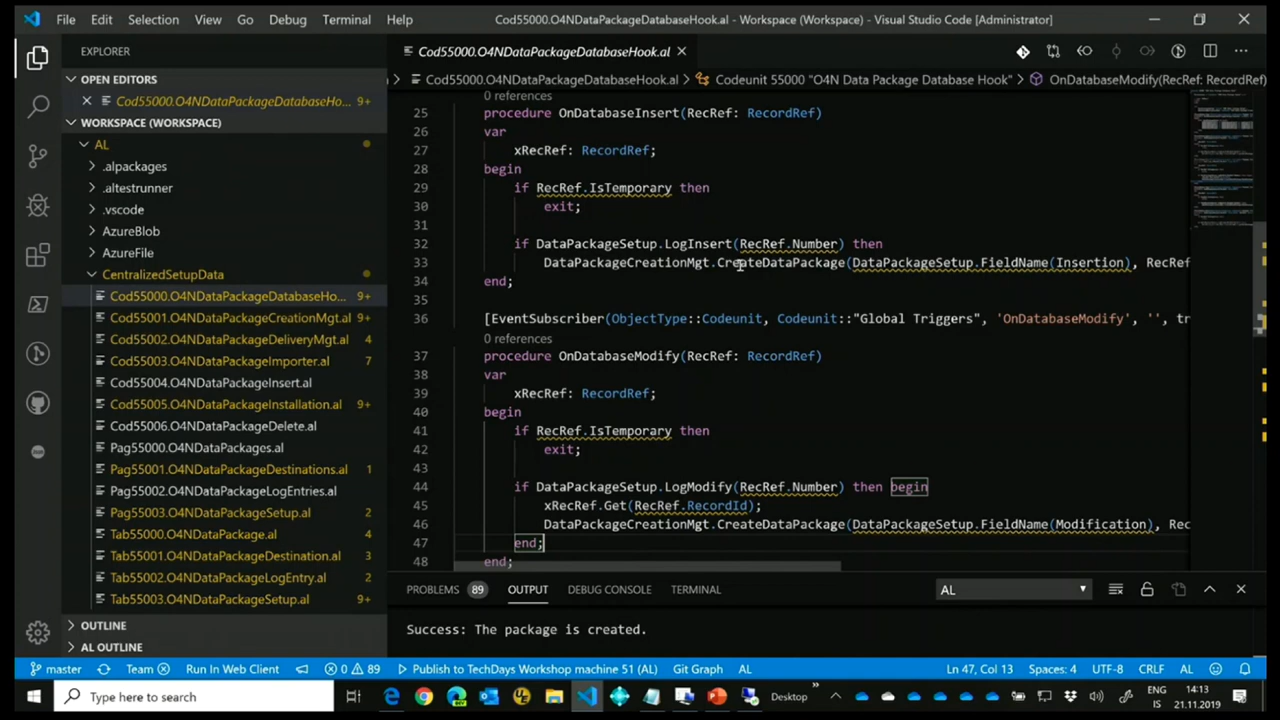 File Edit Selection View Go Debug Terminal Help Cod55000.O4NDataPackageDatabaseHook.al - Workspace (Workspace) - Visual Studio Code [Administrator]
EXPLORER
OPEN EDITORS
Cod55000.O4NDataPackageDatabaseHo... 9+
WORKSPACE (WORKSPACE)
AL
.alpackages
.altestrunner
.vscode
AzureBlob
AzureFile
CentralizedSetupData
Cod55000.O4NDataPackageDatabaseHo... 9+
Cod55001.O4NDataPackageCreationMgt.al 9+
Cod55002.O4NDataPackageDeliveryMgt.al 4
Cod55003.O4NDataPackageImporter.al 7
Cod55004.O4NDataPackageInsert.al
Cod55005.O4NDataPackageInstallation.al 9+
Cod55006.O4NDataPackageDelete.al
Pag55000.O4NDataPackages.al
Pag55001.O4NDataPackageDestinations.al 1
Pag55002.O4NDataPackageLogEntries.al
Pag55003.O4NDataPackageSetup.al 2
Tab55000.O4NDataPackage.al 4
Tab55001.O4NDataPackageDestination.al 3
Tab55002.O4NDataPackageLogEntry.al 2
Tab55003.O4NDataPackageSetup.al 9+
OUTLINE
AL OUTLINE
Cod55000.O4NDataPackageDatabaseHook.al
Cod55000.O4NDataPackageDatabaseHook.al > Codeunit 55000 "O4N Data Package Database Hook" > OnDatabaseModify(RecRef: RecordRef)
0 references
25 procedure OnDatabaseInsert(RecRef: RecordRef)
26 var
27 xRecRef: RecordRef;
28 begin
29 if RecRef.IsTemporary then
30 exit;
31
32 if DataPackageSetup.LogInsert(RecRef.Number) then
33 DataPackageCreationMgt.CreateDataPackage(DataPackageSetup.FieldName(Insertion), RecRef
34 end;
35
36 [EventSubscriber(ObjectType::Codeunit, Codeunit::"Global Triggers", 'OnDatabaseModify', '', tr
0 references
37 procedure OnDatabaseModify(RecRef: RecordRef)
38 var
39 xRecRef: RecordRef;
40 begin
41 if RecRef.IsTemporary then
42 exit;
43
44 if DataPackageSetup.LogModify(RecRef.Number) then begin
45 xRecRef.Get(RecRef.RecordId);
46 DataPackageCreationMgt.CreateDataPackage(DataPackageSetup.FieldName(Modification), Rec
47 end;
48 end;
PROBLEMS 89 OUTPUT DEBUG CONSOLE TERMINAL AL
Success: The package is created.
master Team Run In Web Client 0 89 Publish to TechDays Workshop machine 51 (AL) Git Graph AL Ln 47, Col 13 Spaces: 4 UTF-8 CRLF AL
Type here to search Desktop ENG 14:13
IS 21.11.2019